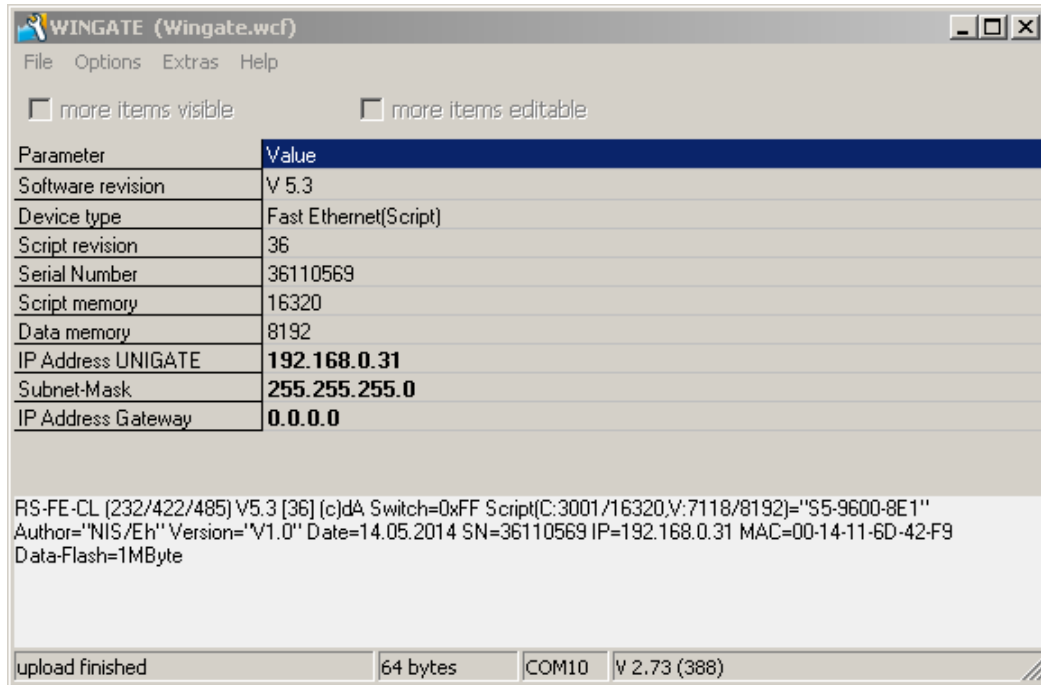 WINGATE (Wingate.wcf)
File Options Extras Help
more items visible more items editable
Parameter Value
Software revision V 5.3
Device type Fast Ethernet(Script)
Script revision 36
Serial Number 36110569
Script memory 16320
Data memory 8192
IP Address UNIGATE 192.168.0.31
Subnet-Mask 255.255.255.0
IP Address Gateway 0.0.0.0
RS-FE-CL (232/422/485) V5.3 [36] (c)dA Switch=0xFF Script(C:3001/16320,V:7118/8192)="S5-9600-8E1"
Author="NIS/Eh" Version="V1.0" Date=14.05.2014 SN=36110569 IP=192.168.0.31 MAC=00-14-11-6D-42-F9
Data-Flash=1MByte
upload finished 64 bytes COM10 V 2.73 (388)